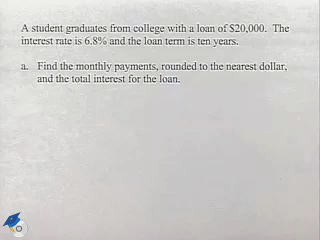 A student graduates from college with a loan of $20,000. The
interest rate is 6.8% and the loan term is ten years.
a. Find the monthly payments, rounded to the nearest dollar,
and the total interest for the loan.